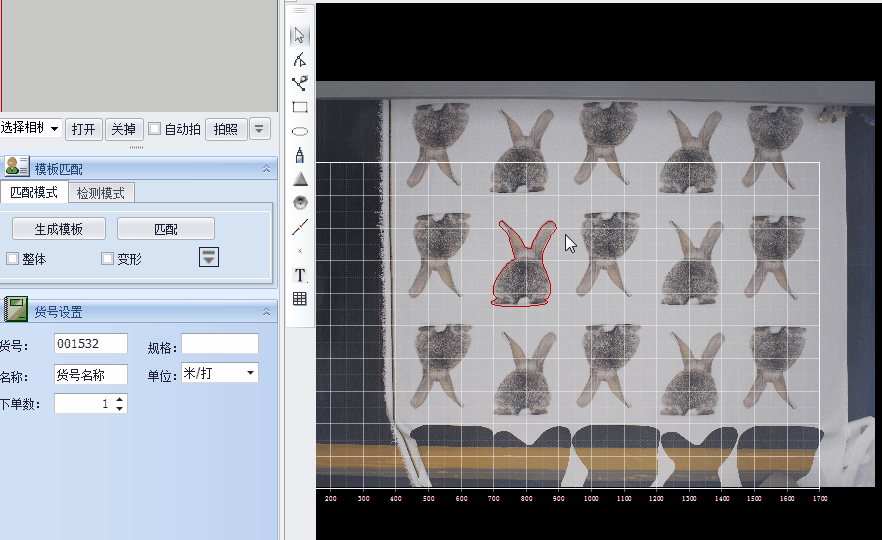 选择相机 打开 关掉 自动拍 拍照
模板匹配
匹配模式 检测模式
生成模板 匹配
整体 变形
货号设置
货号: 001532 规格:
名称: 货号名称 单位: 米/打
下单数: 1
T
200 300 400 500 600 700 800 900 1000 1100 1200 1300 1400 1500 1600 1700